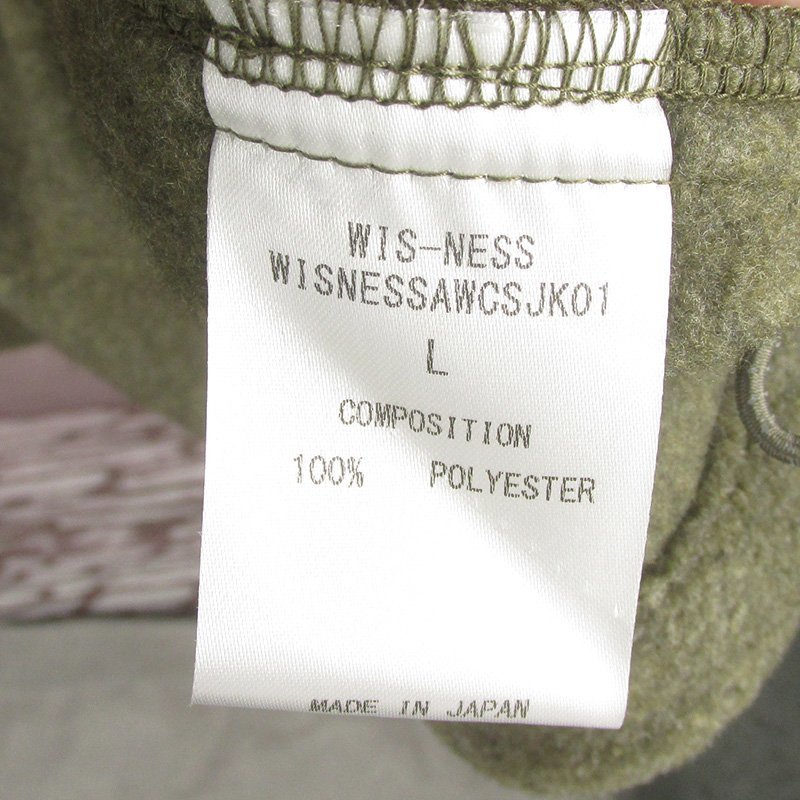 WIS-NESS
WISNESSAWCSJK01
L
COMPOSITION
100% POLYESTER
MADE IN JAPAN